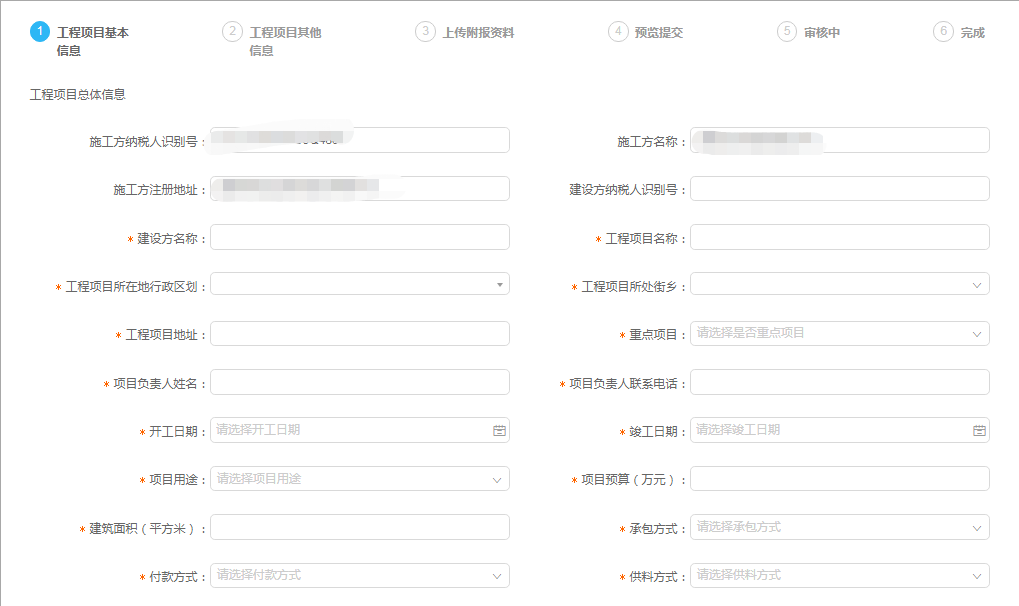 1 工程项目基本 2 工程项目其他 3 上传附报资料 4 预览提交 5 审核中 6 完成
信息 信息
工程项目总体信息
施工方纳税人识别号： 施工方名称：
施工方注册地址： 建设方纳税人识别号：
* 建设方名称： * 工程项目名称：
* 工程项目所在地行政区划： * 工程项目所处街乡：
* 工程项目地址： * 重点项目： 请选择是否重点项目
* 项目负责人姓名： * 项目负责人联系电话：
* 开工日期： 请选择开工日期 * 竣工日期： 请选择竣工日期
* 项目用途： 请选择项目用途 * 项目预算（万元）：
* 建筑面积（平方米）： * 承包方式： 请选择承包方式
* 付款方式： 请选择付款方式 * 供料方式： 请选择供料方式